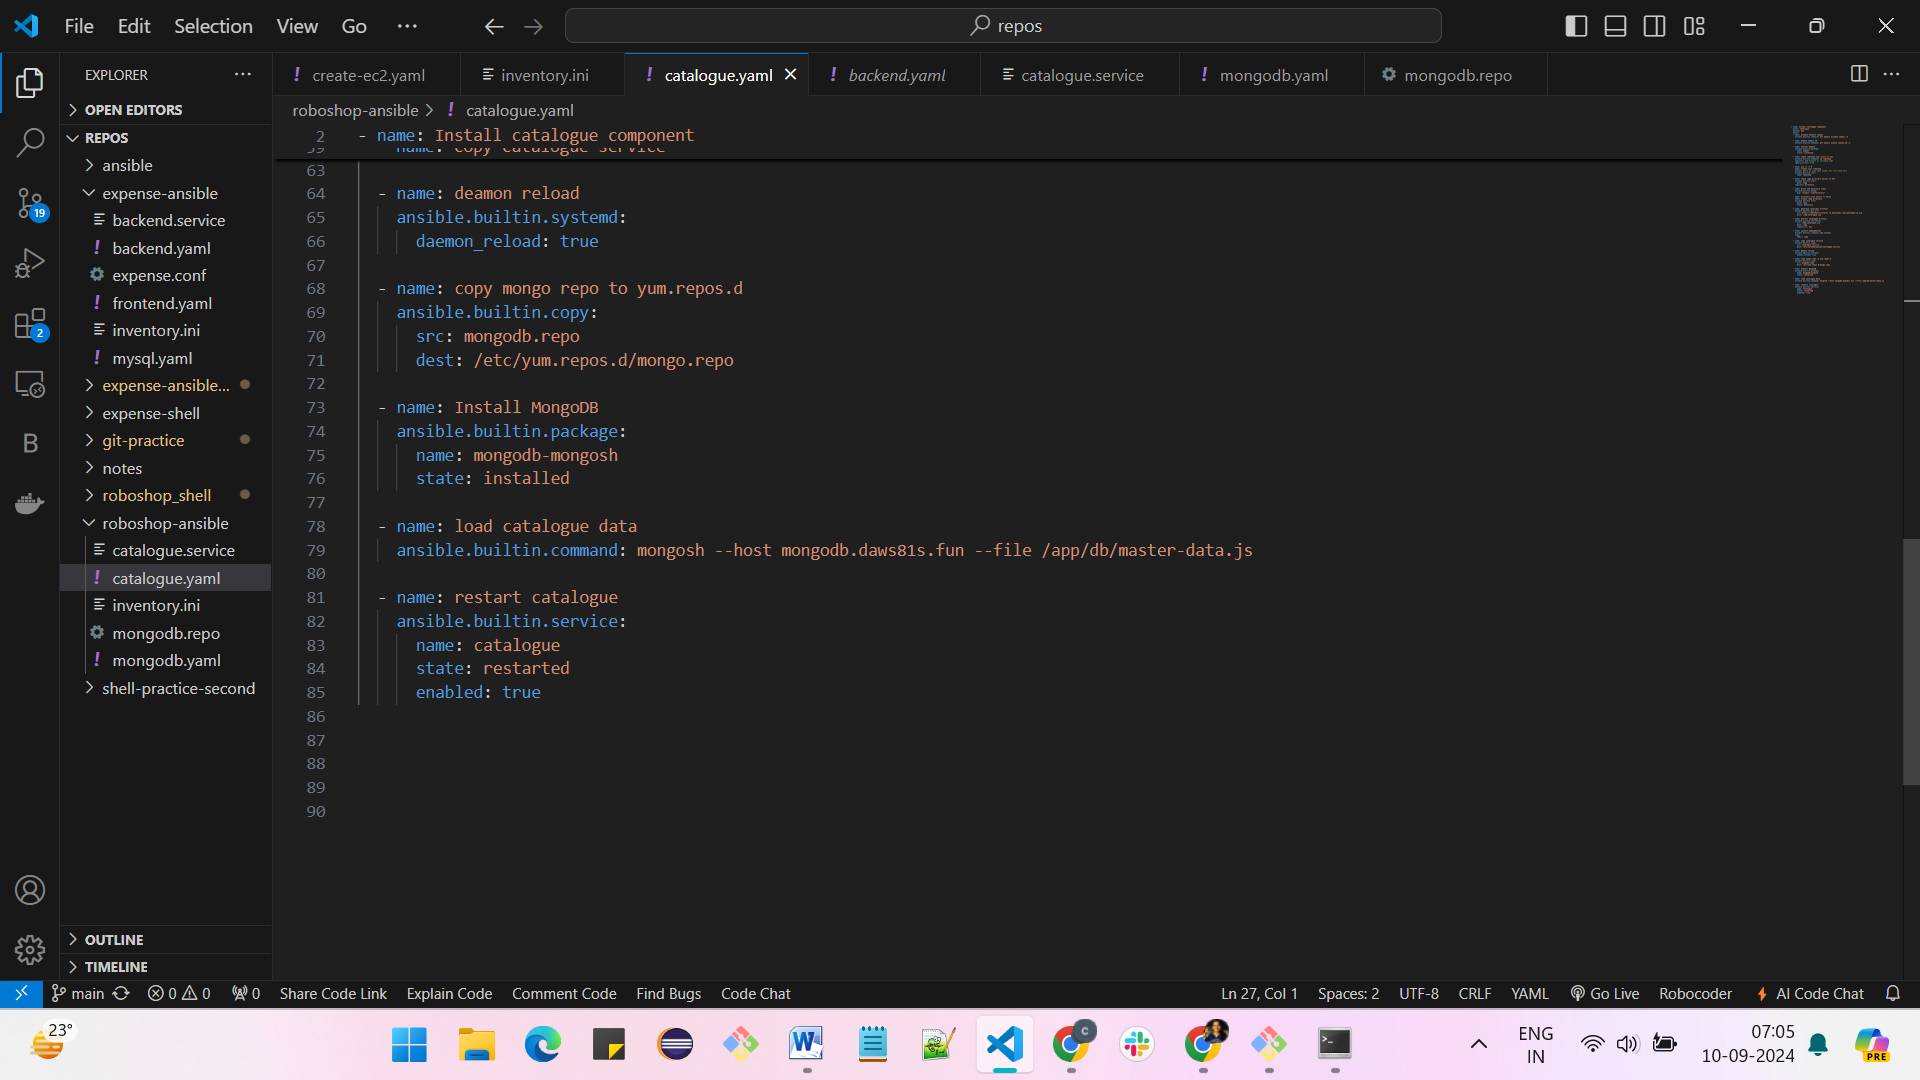 File Edit Selection View Go ···
repos
EXPLORER ···
OPEN EDITORS
REPOS
ansible
expense-ansible
backend.service
backend.yaml
expense.conf
frontend.yaml
inventory.ini
mysql.yaml
expense-ansible...
expense-shell
git-practice
notes
roboshop_shell
roboshop-ansible
catalogue.service
catalogue.yaml
inventory.ini
mongodb.repo
mongodb.yaml
shell-practice-second
OUTLINE
TIMELINE
19
2
B
! create-ec2.yaml inventory.ini ! catalogue.yaml ! backend.yaml catalogue.service ! mongodb.yaml mongodb.repo
roboshop-ansible > ! catalogue.yaml
2 - name: Install catalogue component
59 - name: copy catalogue service
63
64 - name: deamon reload
65 ansible.builtin.systemd:
66 daemon_reload: true
67
68 - name: copy mongo repo to yum.repos.d
69 ansible.builtin.copy:
70 src: mongodb.repo
71 dest: /etc/yum.repos.d/mongo.repo
72
73 - name: Install MongoDB
74 ansible.builtin.package:
75 name: mongodb-mongosh
76 state: installed
77
78 - name: load catalogue data
79 ansible.builtin.command: mongosh --host mongodb.daws81s.fun --file /app/db/master-data.js
80
81 - name: restart catalogue
82 ansible.builtin.service:
83 name: catalogue
84 state: restarted
85 enabled: true
86
87
88
89
90
main 0 0 0 Share Code Link Explain Code Comment Code Find Bugs Code Chat Ln 27, Col 1 Spaces: 2 UTF-8 CRLF YAML Go Live Robocoder AI Code Chat
23°
ENG
IN
07:05
10-09-2024
PRE